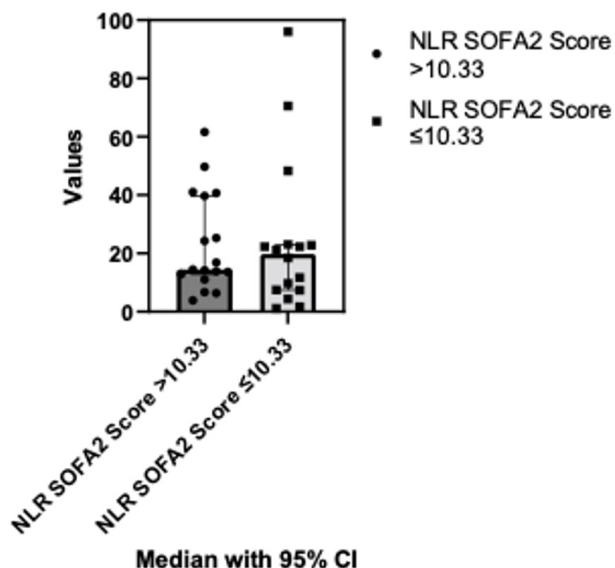 100
80
60
40
20
0
Values
NLR SOFA2 Score
>10.33
NLR SOFA2 Score
≤10.33
NLR SOFA2 Score >10.33
NLR SOFA2 Score ≤10.33
Median with 95% CI